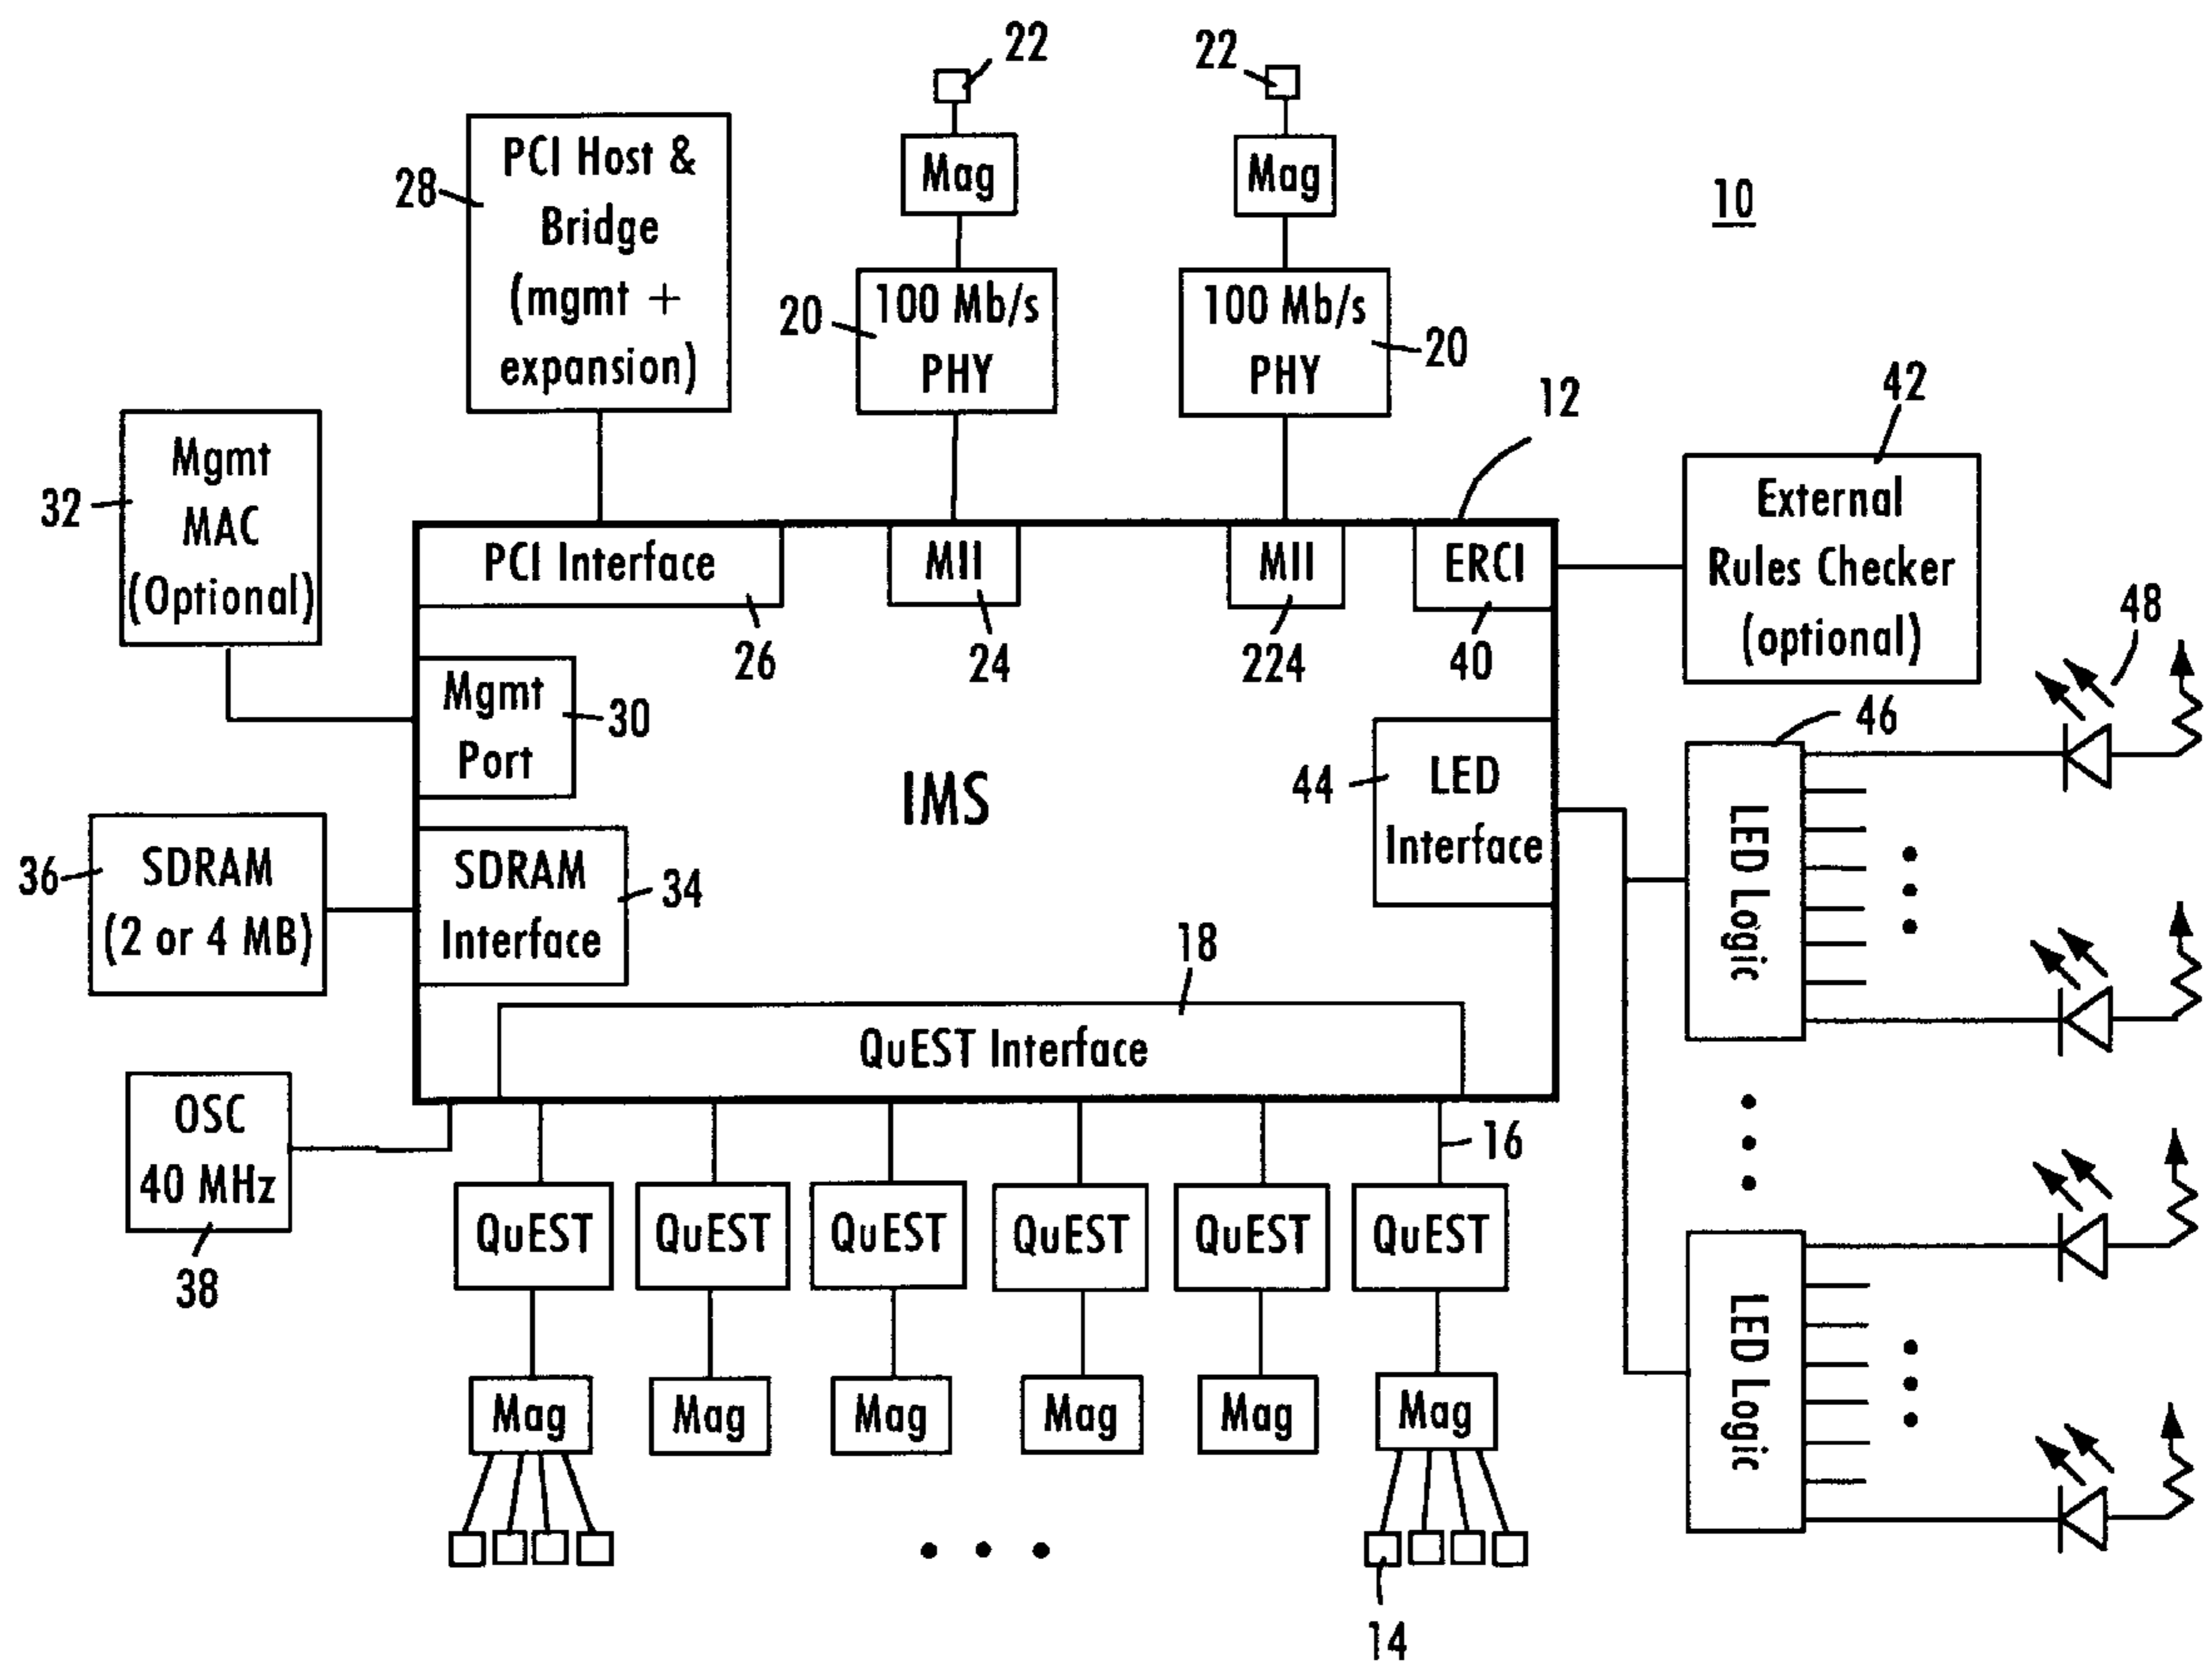 22
22
PCI Host &
Bridge
(mgmt +
expansion)
28
Mag
Mag
10
100 Mb/s
PHY
20
100 Mb/s
PHY
20
12
42
Mgmt
MAC
(Optional)
32
External
Rules Checker
(optional)
PCI Interface
MII
MII
ERCI
26
24
224
40
48
Mgmt
Port
30
46
IMS
44
LED
Interface
LED Logic
SDRAM
(2 or 4 MB)
36
SDRAM
Interface
34
18
QuEST Interface
OSC
40 MHz
38
16
QuEST
QuEST
QuEST
QuEST
QuEST
QuEST
LED Logic
Mag
Mag
Mag
Mag
Mag
Mag
14